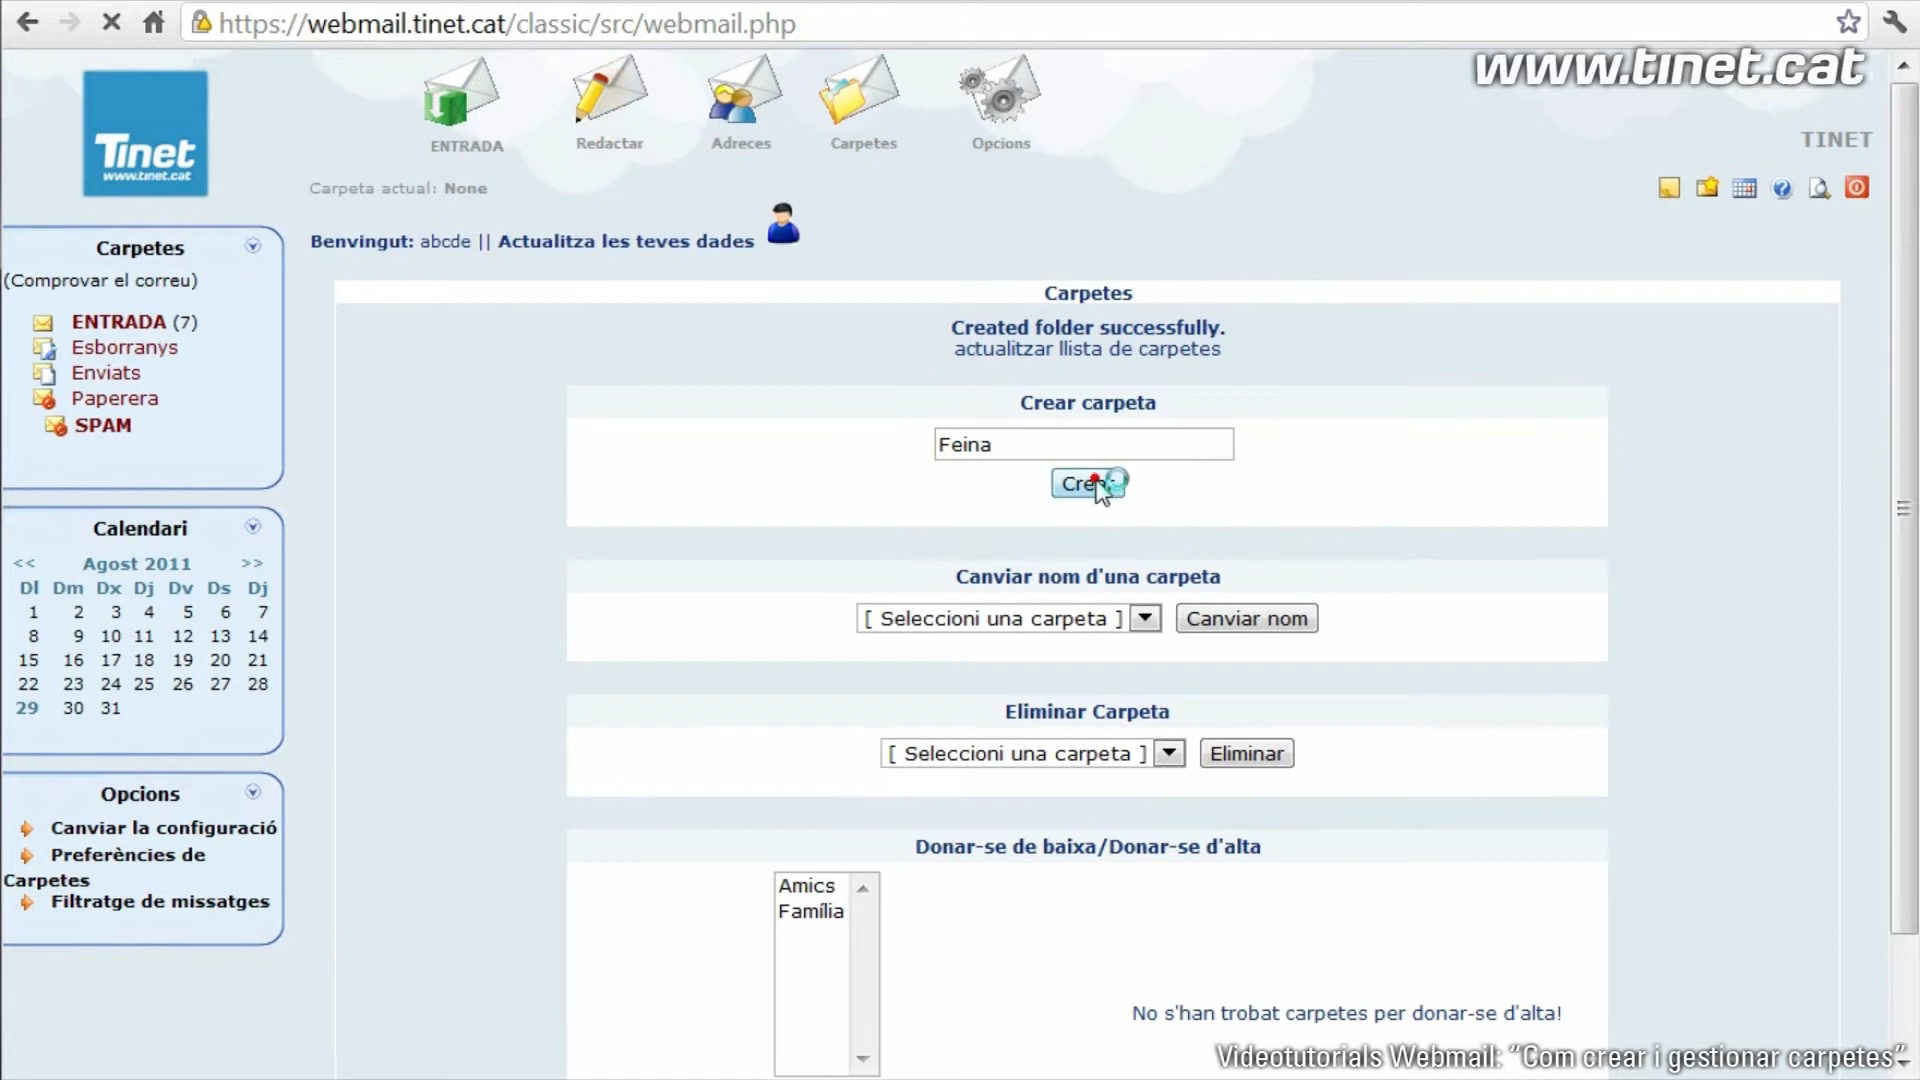 https://webmail.tinet.cat/classic/src/webmail.php
www.tinet.cat
Tinet
www.tinet.cat
ENTRADA
Redactar
Adreces
Carpetes
Opcions
TINET
Carpeta actual: None
Benvingut: abcde || Actualitza les teves dades
Carpetes
(Comprovar el correu)
ENTRADA (7)
Esborranys
Enviats
Paperera
SPAM
Calendari
<< Agost 2011 >>
Dl Dm Dx Dj Dv Ds Dj
1 2 3 4 5 6 7
8 9 10 11 12 13 14
15 16 17 18 19 20 21
22 23 24 25 26 27 28
29 30 31
Opcions
Canviar la configuració
Preferències de
Carpetes
Filtratge de missatges
Carpetes
Created folder successfully.
actualitzar llista de carpetes
Crear carpeta
Feina
Crear
Canviar nom d'una carpeta
[ Seleccioni una carpeta ] Canviar nom
Eliminar Carpeta
[ Seleccioni una carpeta ] Eliminar
Donar-se de baixa/Donar-se d'alta
Amics
Família
No s'han trobat carpetes per donar-se d'alta!
Videotutorials Webmail: "Com crear i gestionar carpetes"